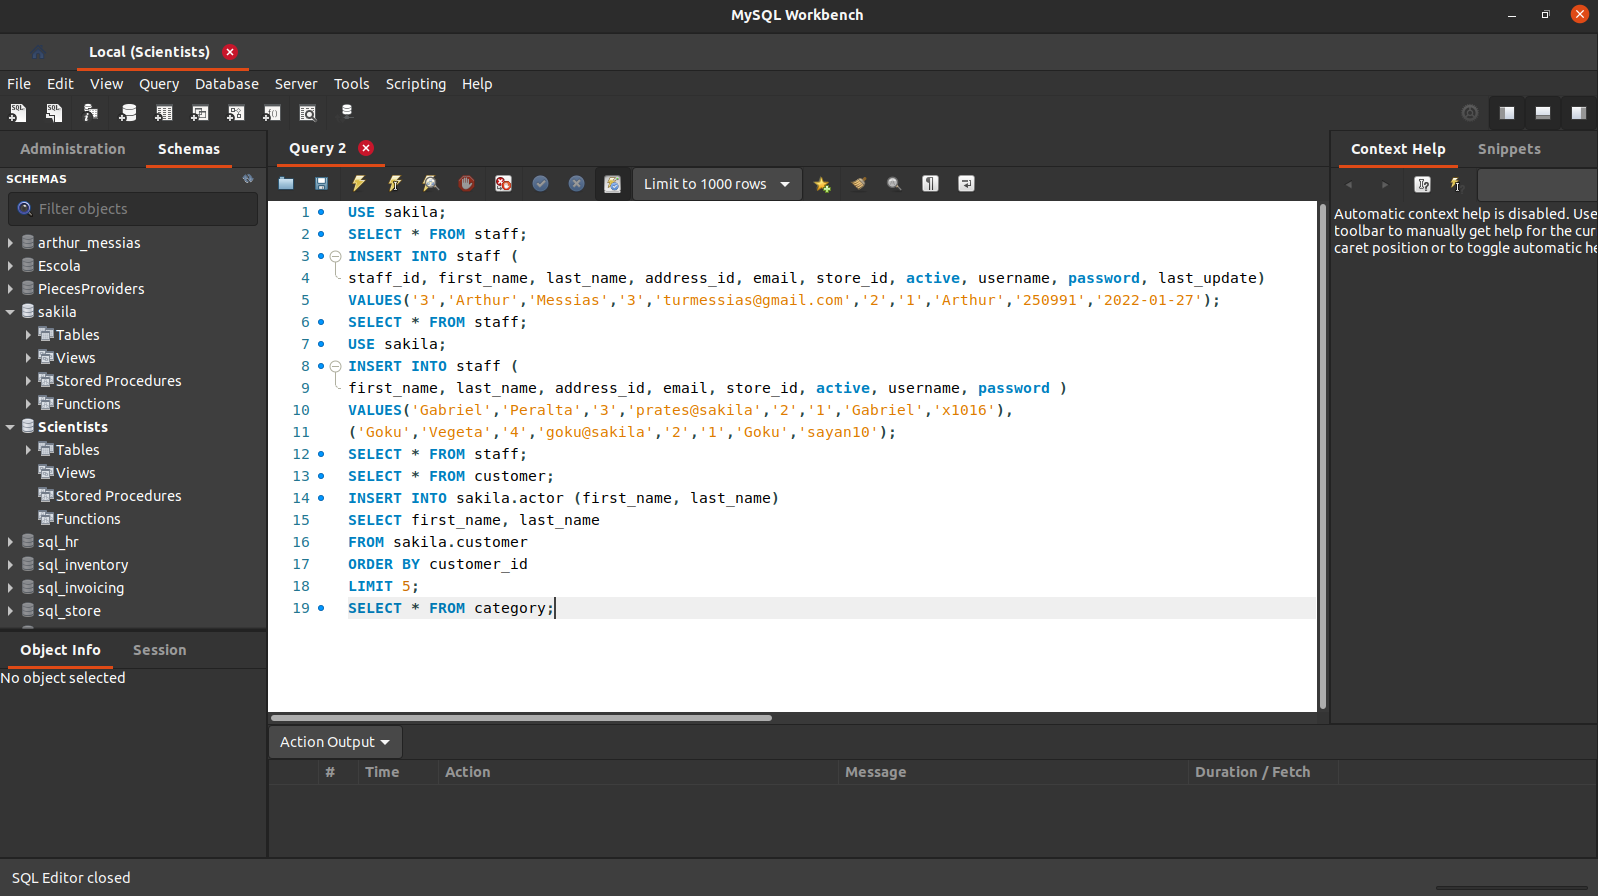 MySQL Workbench
Local (Scientists)
File Edit View Query Database Server Tools Scripting Help
Administration Schemas
SCHEMAS
Filter objects
arthur_messias
Escola
PiecesProviders
sakila
Tables
Views
Stored Procedures
Functions
Scientists
Tables
Views
Stored Procedures
Functions
sql_hr
sql_inventory
sql_invoicing
sql_store
Object Info Session
No object selected
Query 2
Limit to 1000 rows
1 USE sakila;
2 SELECT * FROM staff;
3 INSERT INTO staff (
4 staff_id, first_name, last_name, address_id, email, store_id, active, username, password, last_update)
5 VALUES('3','Arthur','Messias','3','turmessias@gmail.com','2','1','Arthur','250991','2022-01-27');
6 SELECT * FROM staff;
7 USE sakila;
8 INSERT INTO staff (
9 first_name, last_name, address_id, email, store_id, active, username, password )
10 VALUES('Gabriel','Peralta','3','prates@sakila','2','1','Gabriel','x1016'),
11 ('Goku','Vegeta','4','goku@sakila','2','1','Goku','sayan10');
12 SELECT * FROM staff;
13 SELECT * FROM customer;
14 INSERT INTO sakila.actor (first_name, last_name)
15 SELECT first_name, last_name
16 FROM sakila.customer
17 ORDER BY customer_id
18 LIMIT 5;
19 SELECT * FROM category;
Context Help Snippets
Automatic context help is disabled. Use
toolbar to manually get help for the cur
caret position or to toggle automatic he
Action Output
# Time Action Message Duration / Fetch
SQL Editor closed